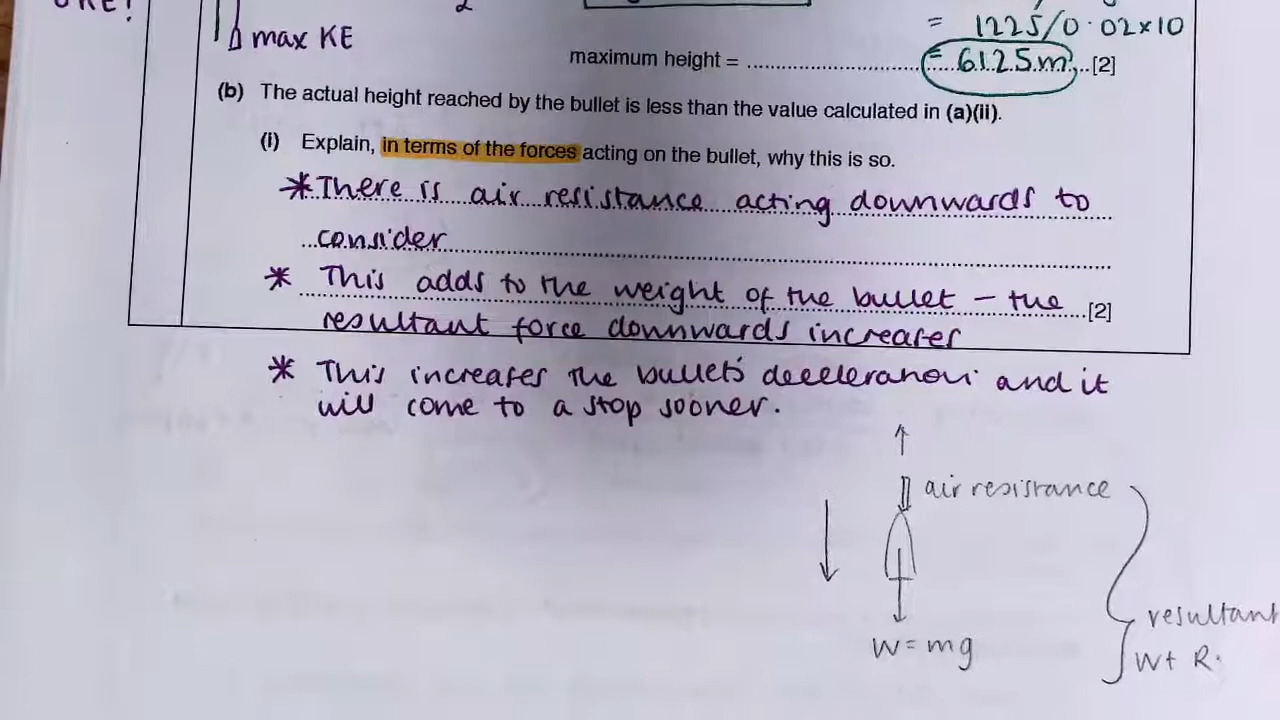 max KE
2
= 1225/0.02x10
maximum height = = 6125m [2]
(b) The actual height reached by the bullet is less than the value calculated in (a)(ii).
(i) Explain, in terms of the forces acting on the bullet, why this is so.
* There is air resistance acting downwards to
consider
* This adds to the weight of the bullet – the [2]
resultant force downwards increases
* This increases the bullet's deceleration and it
will come to a stop sooner.
air resistance
resultant
W = mg
W + R.